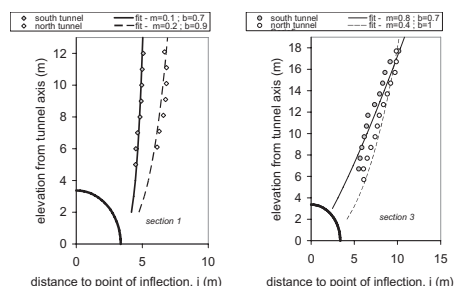 south tunnel fit - m=0.1 ; b=0.7
north tunnel fit - m=0.2 ; b=0.9
12
10
8
6
4
2
0
elevation from tunnel axis (m)
section 1
0 5 10
distance to point of inflection, i (m)
south tunnel fit - m=0.8 ; b=0.7
north tunnel fit - m=0.4 ; b=1
18
16
14
12
10
8
6
4
2
0
elevation from tunnel axis (m)
section 3
0 5 10 15
distance to point of inflection, i (m)